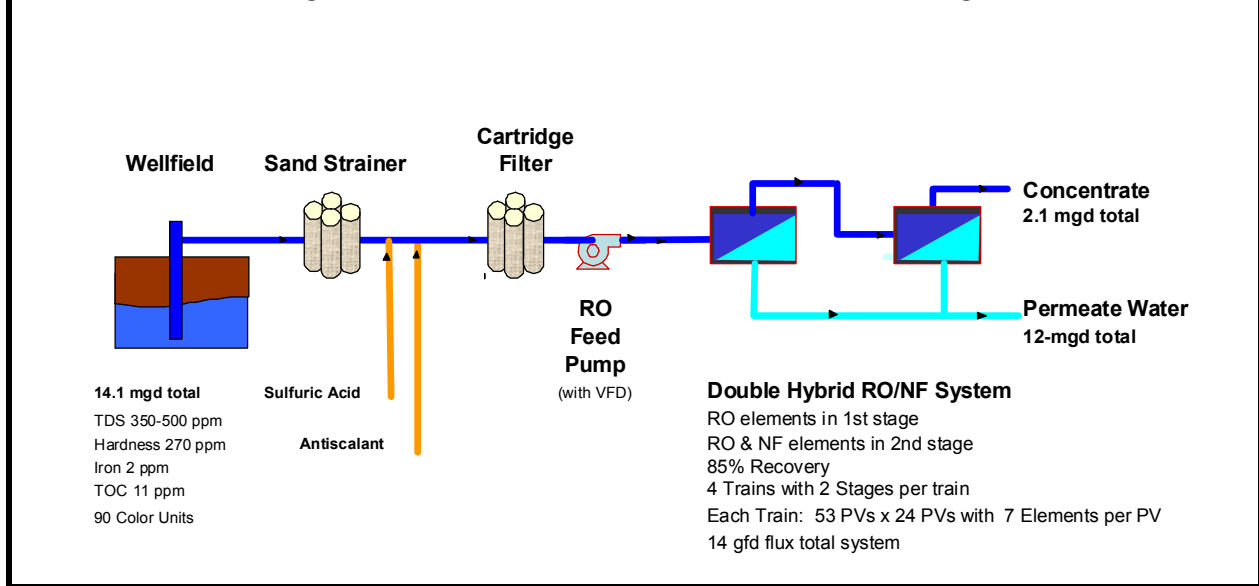 Wellfield
Sand Strainer
Cartridge
Filter
Concentrate
2.1 mgd total
Permeate Water
12-mgd total
RO
Feed
Pump
(with VFD)
14.1 mgd total
TDS 350-500 ppm
Hardness 270 ppm
Iron 2 ppm
TOC 11 ppm
90 Color Units
Sulfuric Acid
Antiscalant
Double Hybrid RO/NF System
RO elements in 1st stage
RO & NF elements in 2nd stage
85% Recovery
4 Trains with 2 Stages per train
Each Train: 53 PVs x 24 PVs with 7 Elements per PV
14 gfd flux total system